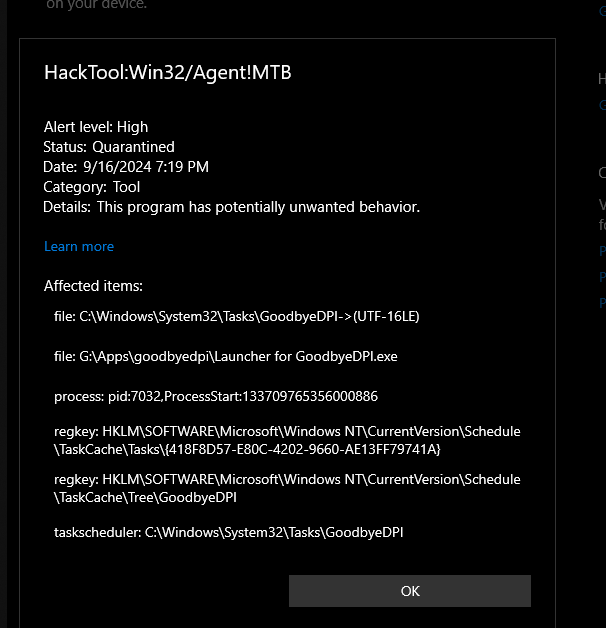 on your device.
HackTool:Win32/Agent!MTB
Alert level: High
Status: Quarantined
Date: 9/16/2024 7:19 PM
Category: Tool
Details: This program has potentially unwanted behavior.
Learn more
Affected items:
file: C:\Windows\System32\Tasks\GoodbyeDPI->(UTF-16LE)
file: G:\Apps\goodbyedpi\Launcher for GoodbyeDPI.exe
process: pid:7032,ProcessStart:133709765356000886
regkey: HKLM\SOFTWARE\Microsoft\Windows NT\CurrentVersion\Schedule
\TaskCache\Tasks\{418F8D57-E80C-4202-9660-AE13FF79741A}
regkey: HKLM\SOFTWARE\Microsoft\Windows NT\CurrentVersion\Schedule
\TaskCache\Tree\GoodbyeDPI
taskscheduler: C:\Windows\System32\Tasks\GoodbyeDPI
OK